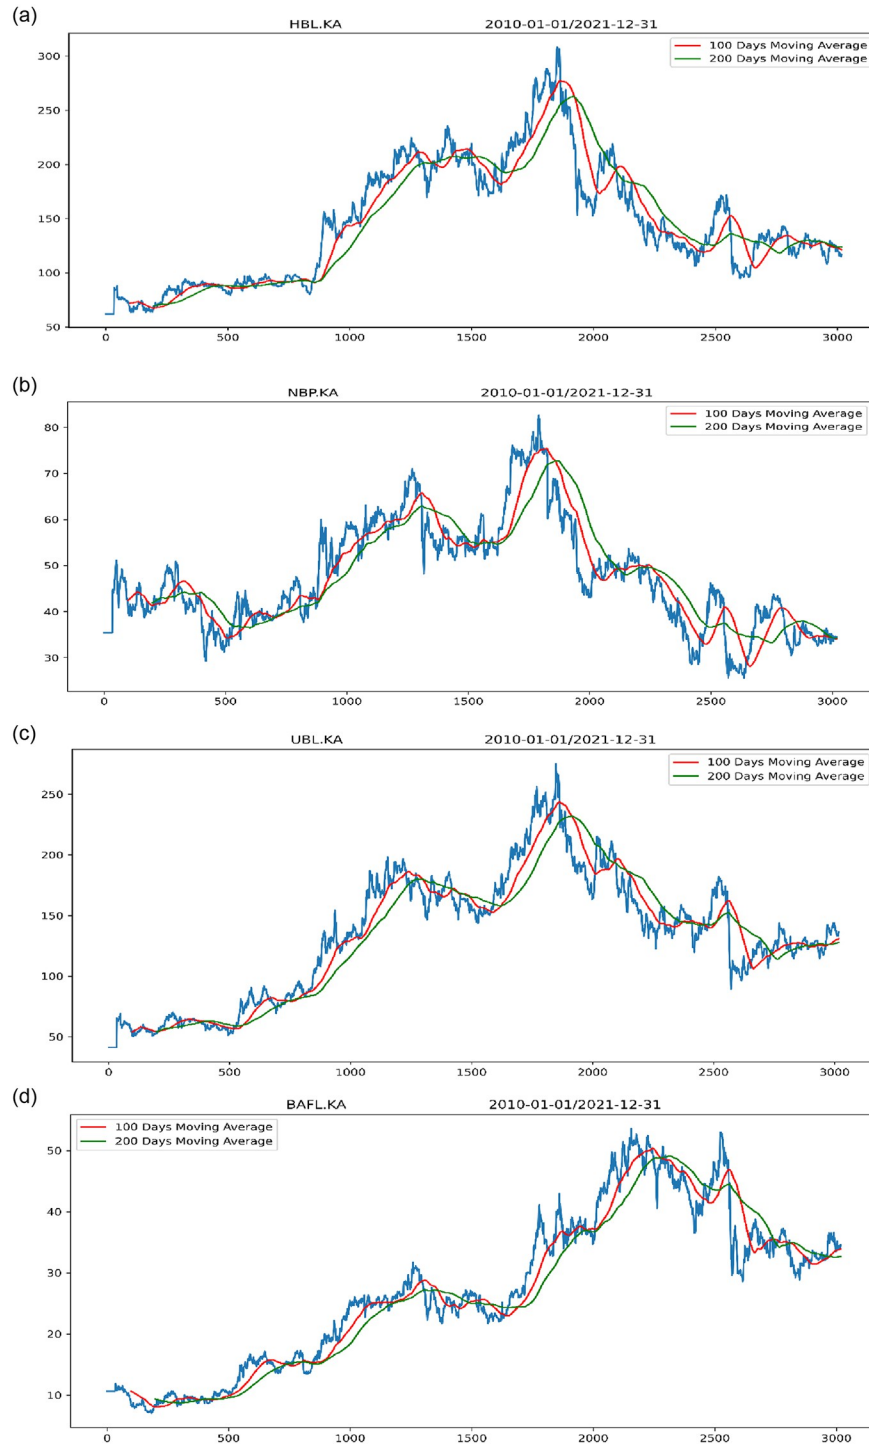 (a)
HBL.KA 2010-01-01/2021-12-31
100 Days Moving Average
200 Days Moving Average
300
250
200
150
100
50
0 500 1000 1500 2000 2500 3000
(b)
NBP.KA 2010-01-01/2021-12-31
100 Days Moving Average
200 Days Moving Average
80
70
60
50
40
30
0 500 1000 1500 2000 2500 3000
(c)
UBL.KA 2010-01-01/2021-12-31
100 Days Moving Average
200 Days Moving Average
250
200
150
100
50
0 500 1000 1500 2000 2500 3000
(d)
BAFL.KA 2010-01-01/2021-12-31
100 Days Moving Average
200 Days Moving Average
50
40
30
20
10
0 500 1000 1500 2000 2500 3000